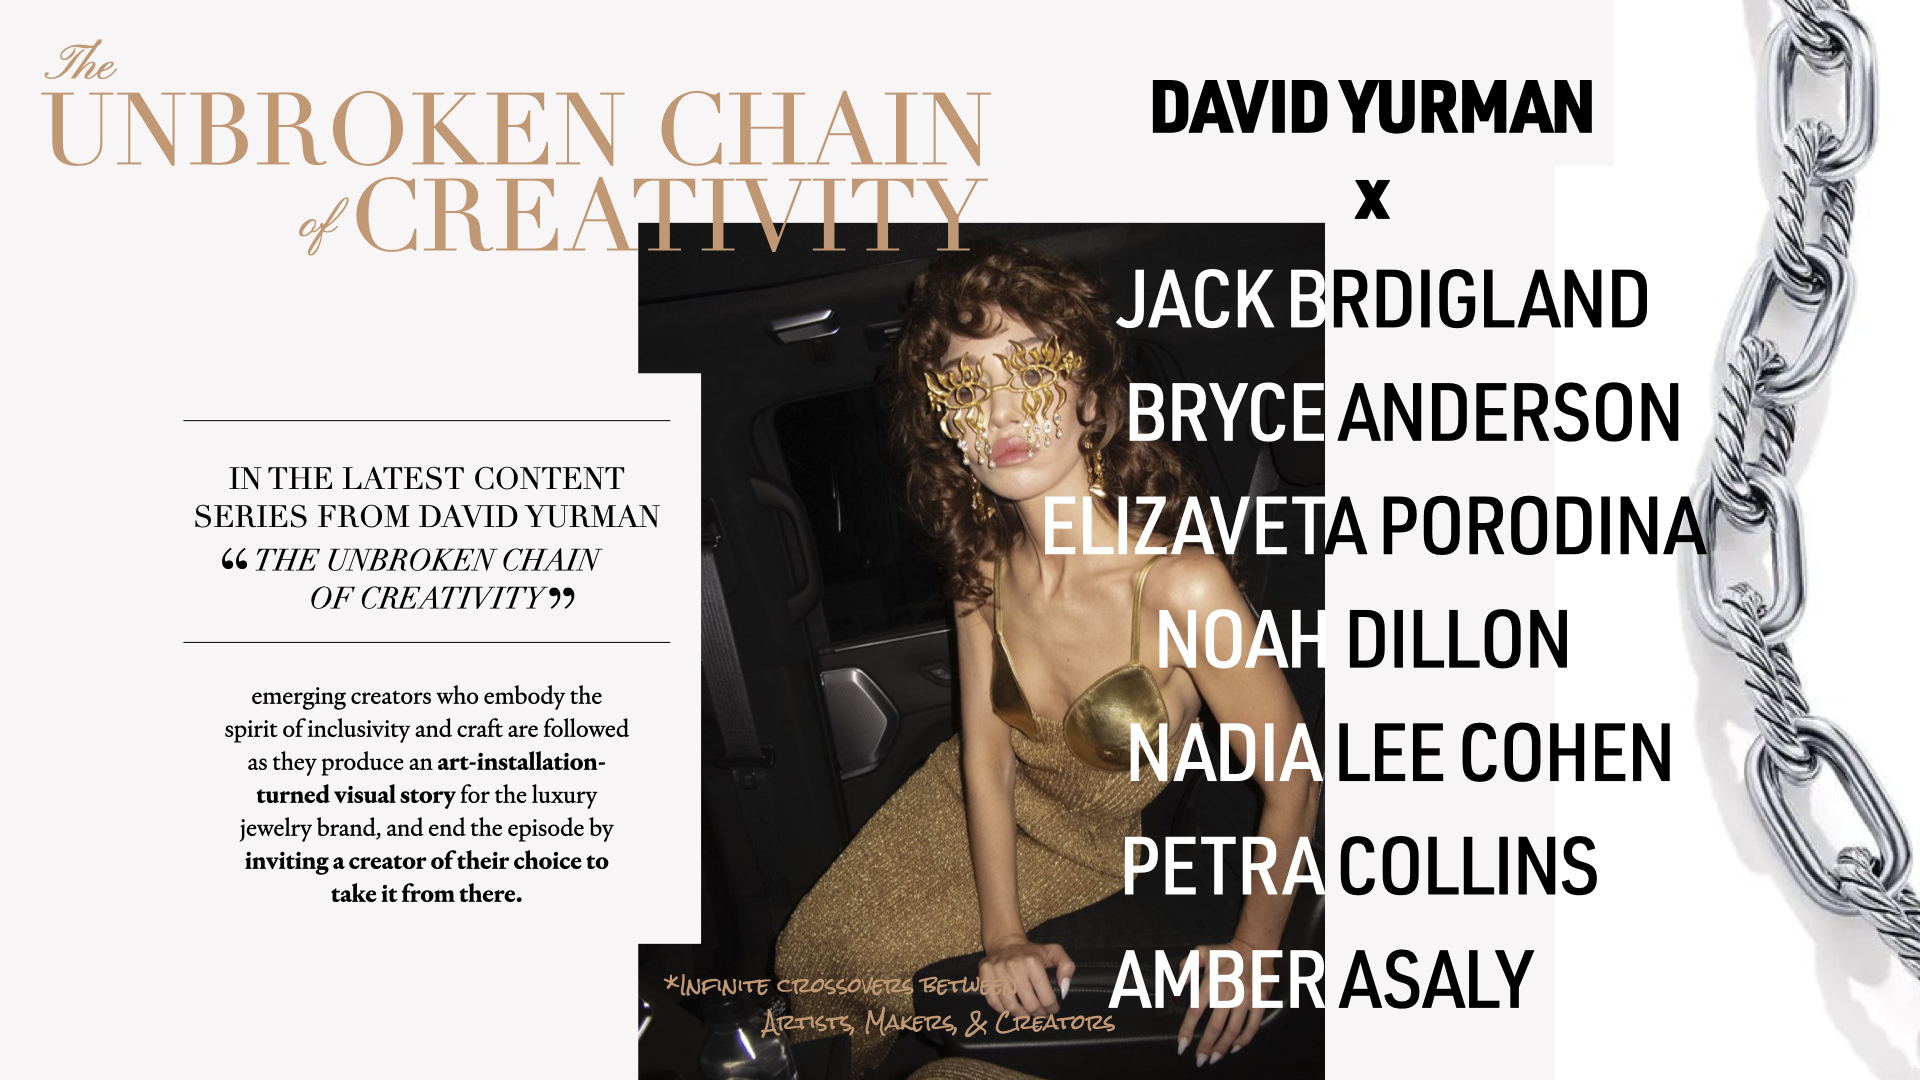 The
UNBROKEN CHAIN
of CREATIVITY
IN THE LATEST CONTENT
SERIES FROM DAVID YURMAN
“THE UNBROKEN CHAIN
OF CREATIVITY”
emerging creators who embody the
spirit of inclusivity and craft are followed
as they produce an art-installation-
turned visual story for the luxury
jewelry brand, and end the episode by
inviting a creator of their choice to
take it from there.
*INFINITE CROSSOVERS BETWEEN
ARTISTS, MAKERS, & CREATORS
DAVID YURMAN
x
JACK BRDIGLAND
BRYCE ANDERSON
ELIZAVETA PORODINA
NOAH DILLON
NADIA LEE COHEN
PETRA COLLINS
AMBER ASALY